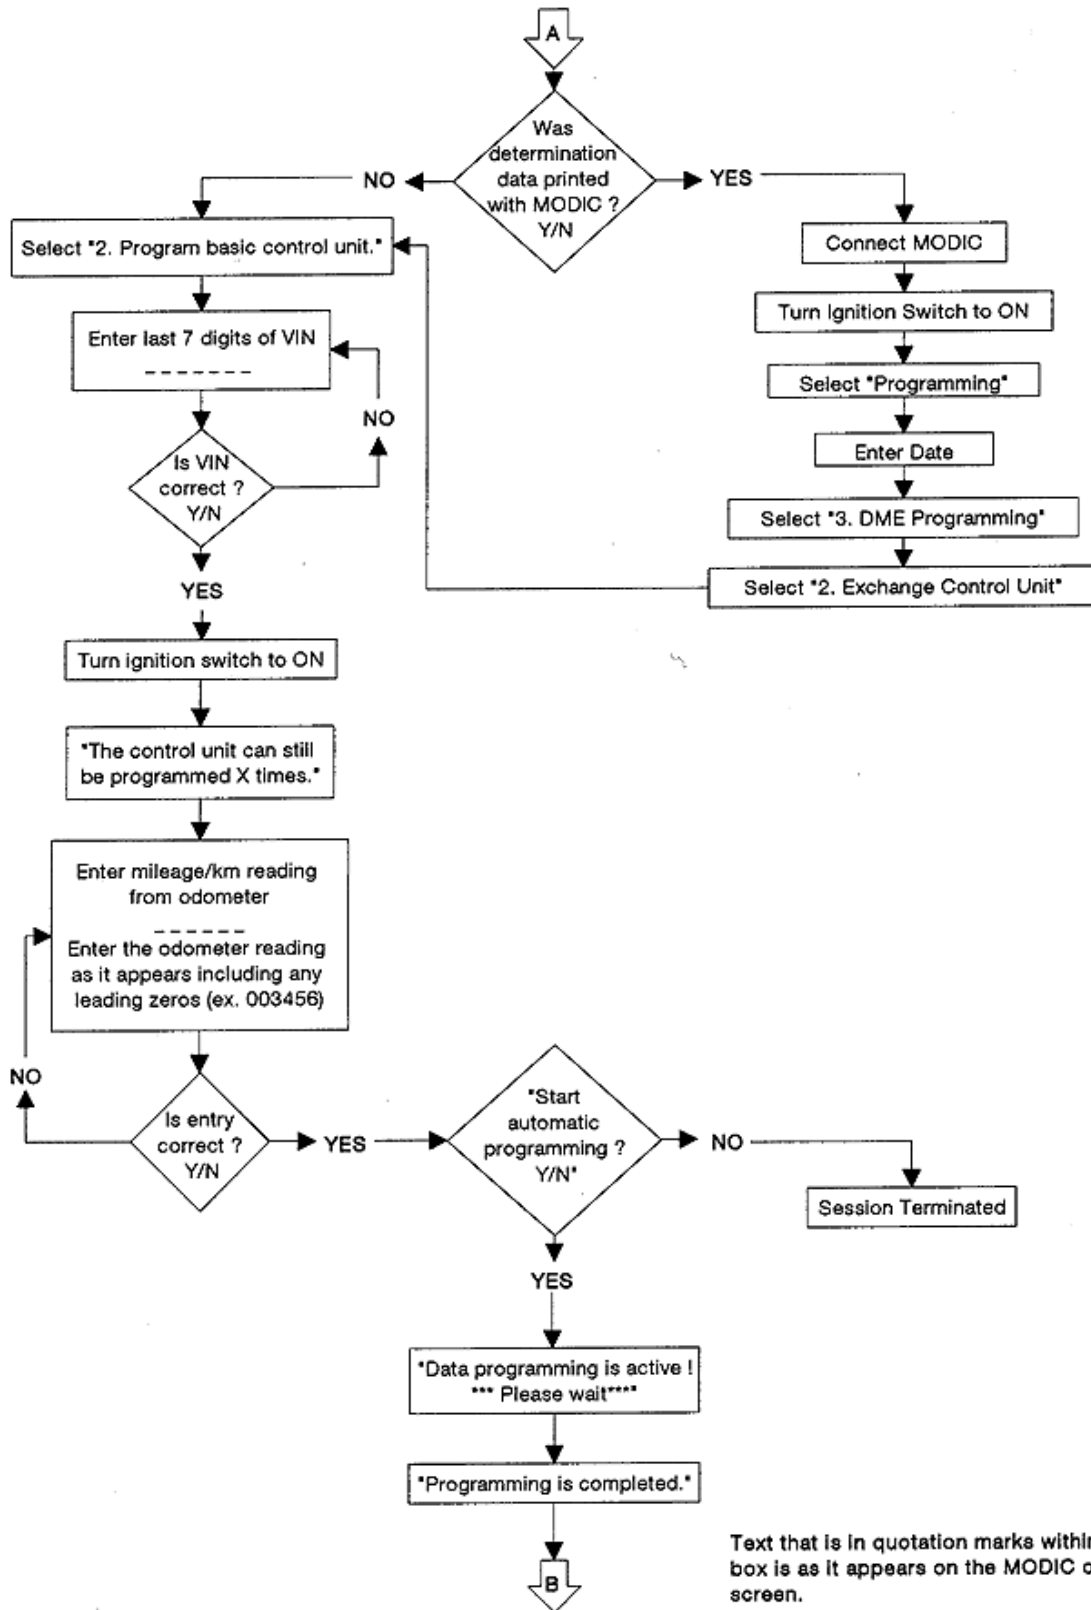 A
Was
determination
data printed
with MODIC ?
Y/N
NO
YES
Select "2. Program basic control unit."
Connect MODIC
Enter last 7 digits of VIN
_ _ _ _ _ _ _
Turn Ignition Switch to ON
Select "Programming"
NO
Enter Date
Is VIN
correct ?
Y/N
Select "3. DME Programming"
Select "2. Exchange Control Unit"
YES
Turn ignition switch to ON
"The control unit can still
be programmed X times."
Enter mileage/km reading
from odometer
_ _ _ _ _ _
Enter the odometer reading
as it appears including any
leading zeros (ex. 003456)
NO
Is entry
correct ?
Y/N
YES
"Start
automatic
programming ?
Y/N"
NO
Session Terminated
YES
"Data programming is active !
*** Please wait***"
"Programming is completed."
B
Text that is in quotation marks within
box is as it appears on the MODIC
screen.